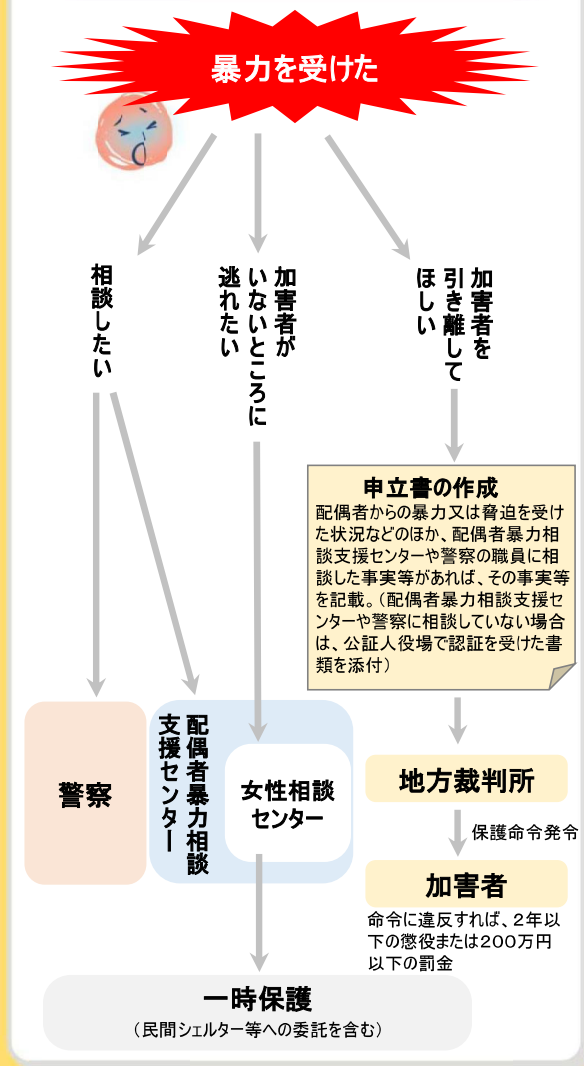 暴力を受けた
相談したい
加害者が
いないところに
逃れたい
加害者を
引き離して
ほしい
申立書の作成
配偶者からの暴力又は脅迫を受け
た状況などのほか、配偶者暴力相
談支援センターや警察の職員に相
談した事実等があれば、その事実等
を記載。（配偶者暴力相談支援セ
ンターや警察に相談していない場合
は、公証人役場で認証を受けた書
類を添付）
警察
配偶者暴力相談
支援センター
女性相談
センター
地方裁判所
保護命令発令
加害者
命令に違反すれば、２年以
下の懲役または２００万円
以下の罰金
一時保護
（民間シェルター等への委託を含む）